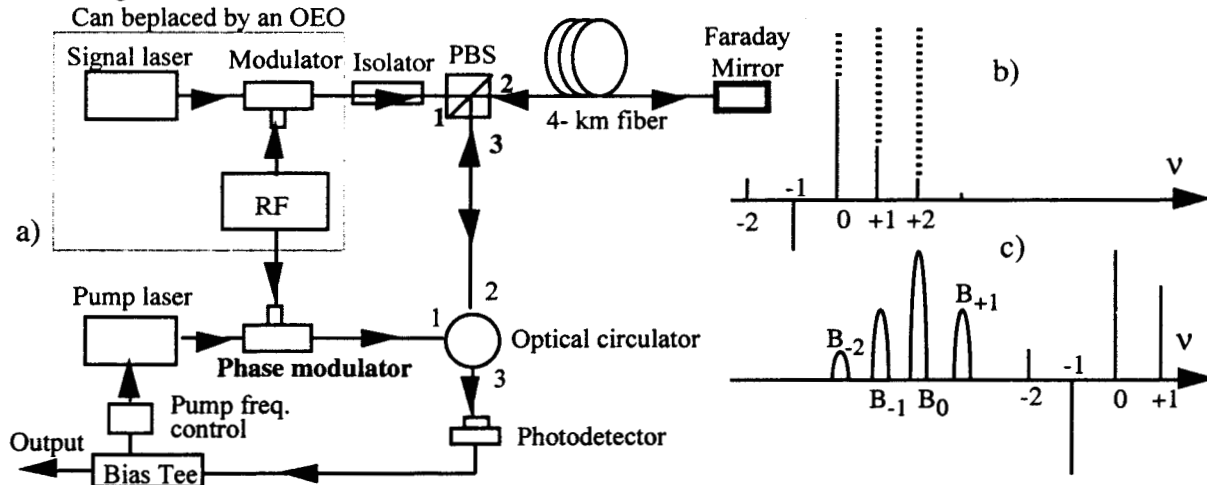 Can beplaced by an OEO
Signal laser
Modulator
Isolator
PBS
Faraday
Mirror
2
1
3
4- km fiber
RF
a)
Pump laser
1
2
Optical circulator
Phase modulator
3
Pump freq.
control
Photodetector
Output
Bias Tee
b)
ν
-2
-1
0
+1
+2
c)
B-2
B-1
B0
B+1
-2
-1
0
+1
ν